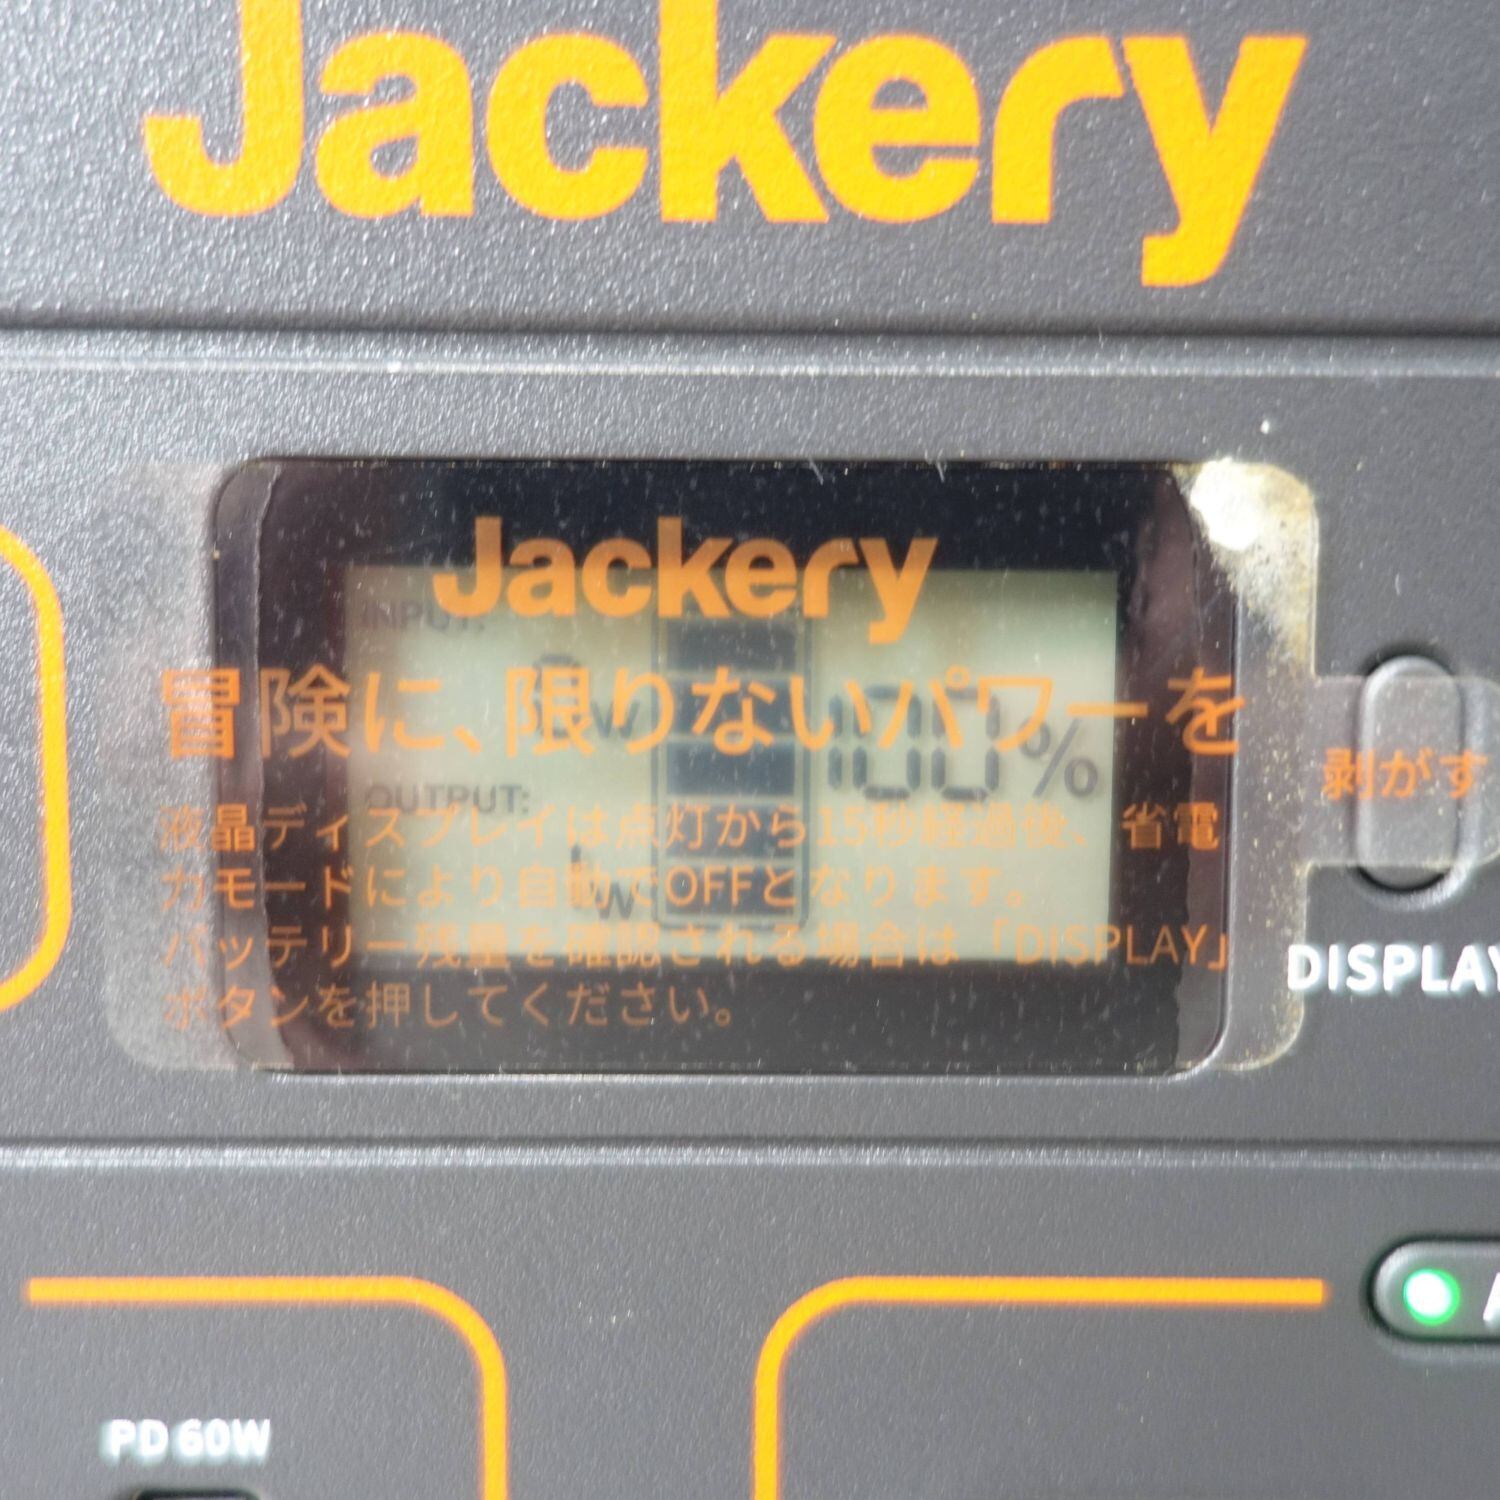 Jackery
Jackery
INPUT:
W
冒険に、限りないパワーを
100%
剥がす
OUTPUT:
液晶ディスプレイは点灯から15秒経過後、省電
力モードにより自動でOFFとなります。
W
バッテリー残量を確認される場合は「DISPLAY」
ボタンを押してください。
DISPLAY
PD 60W